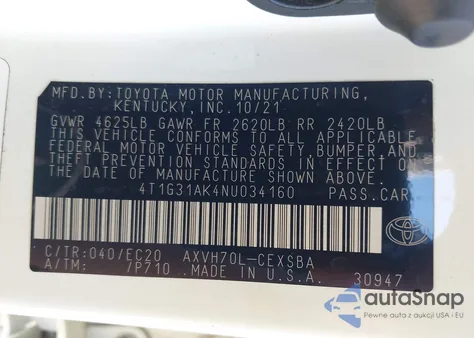 MFD.BY:TOYOTA MOTOR MANUFACTURING,
KENTUCKY,INC.10/21
GVWR 4625LB GAWR FR 2620LB RR 2420LB
THIS VEHICLE CONFORMS TO ALL APPLICABLE
FEDERAL MOTOR VEHICLE SAFETY, BUMPER, AND
THEFT PREVENTION STANDARDS IN EFFECT ON
THE DATE OF MANUFACTURE SHOWN ABOVE.
4T1G31AK4NU034160 PASS.CAR
C/TR:040/EC20 AXVH70L-CEXSBA
A/TM: /P710 MADE IN U.S.A. 30947
autoSnap
Pewne auta z dostawą USA - EU